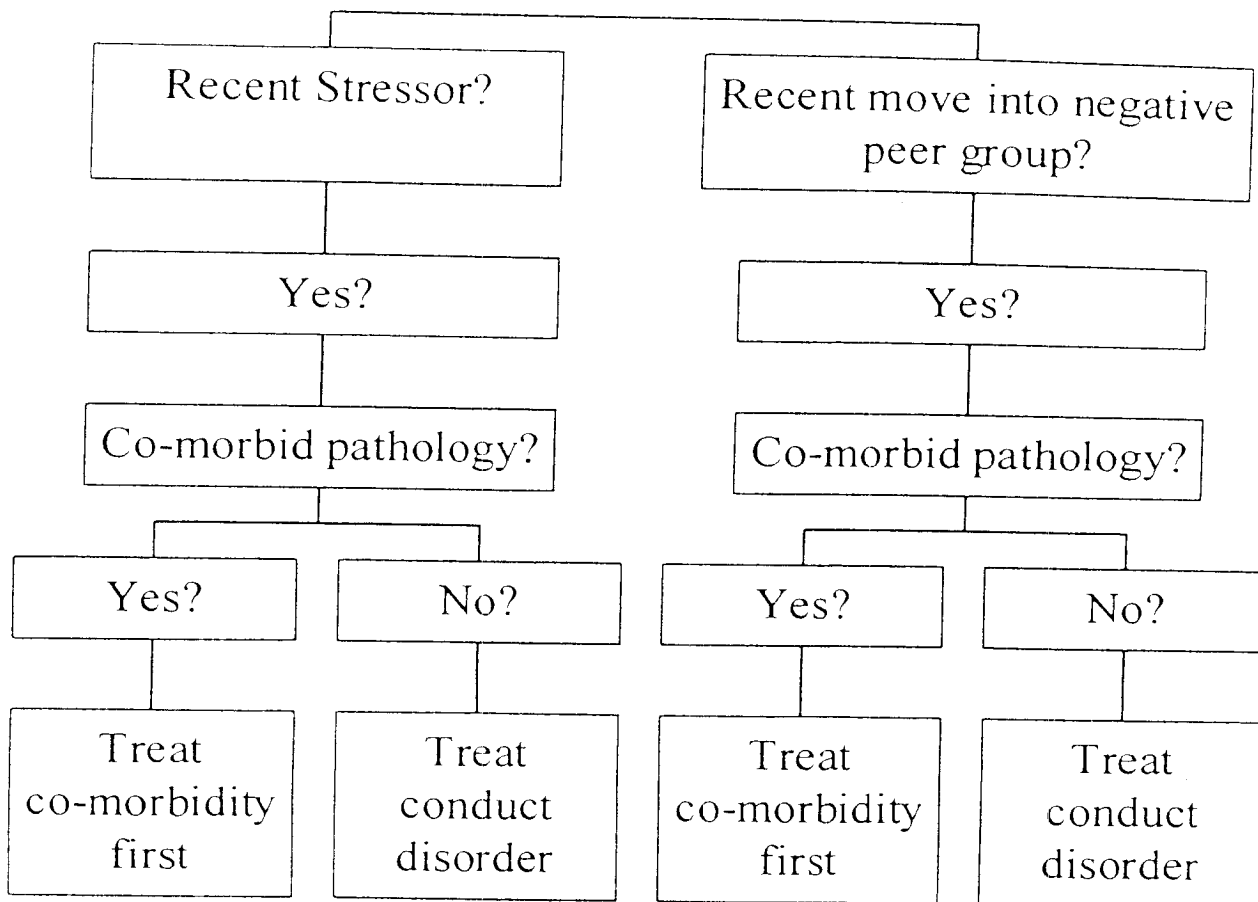 Recent Stressor?
Recent move into negative
peer group?
Yes?
Yes?
Co-morbid pathology?
Co-morbid pathology?
Yes?
No?
Yes?
No?
Treat
co-morbidity
first
Treat
conduct
disorder
Treat
co-morbidity
first
Treat
conduct
disorder